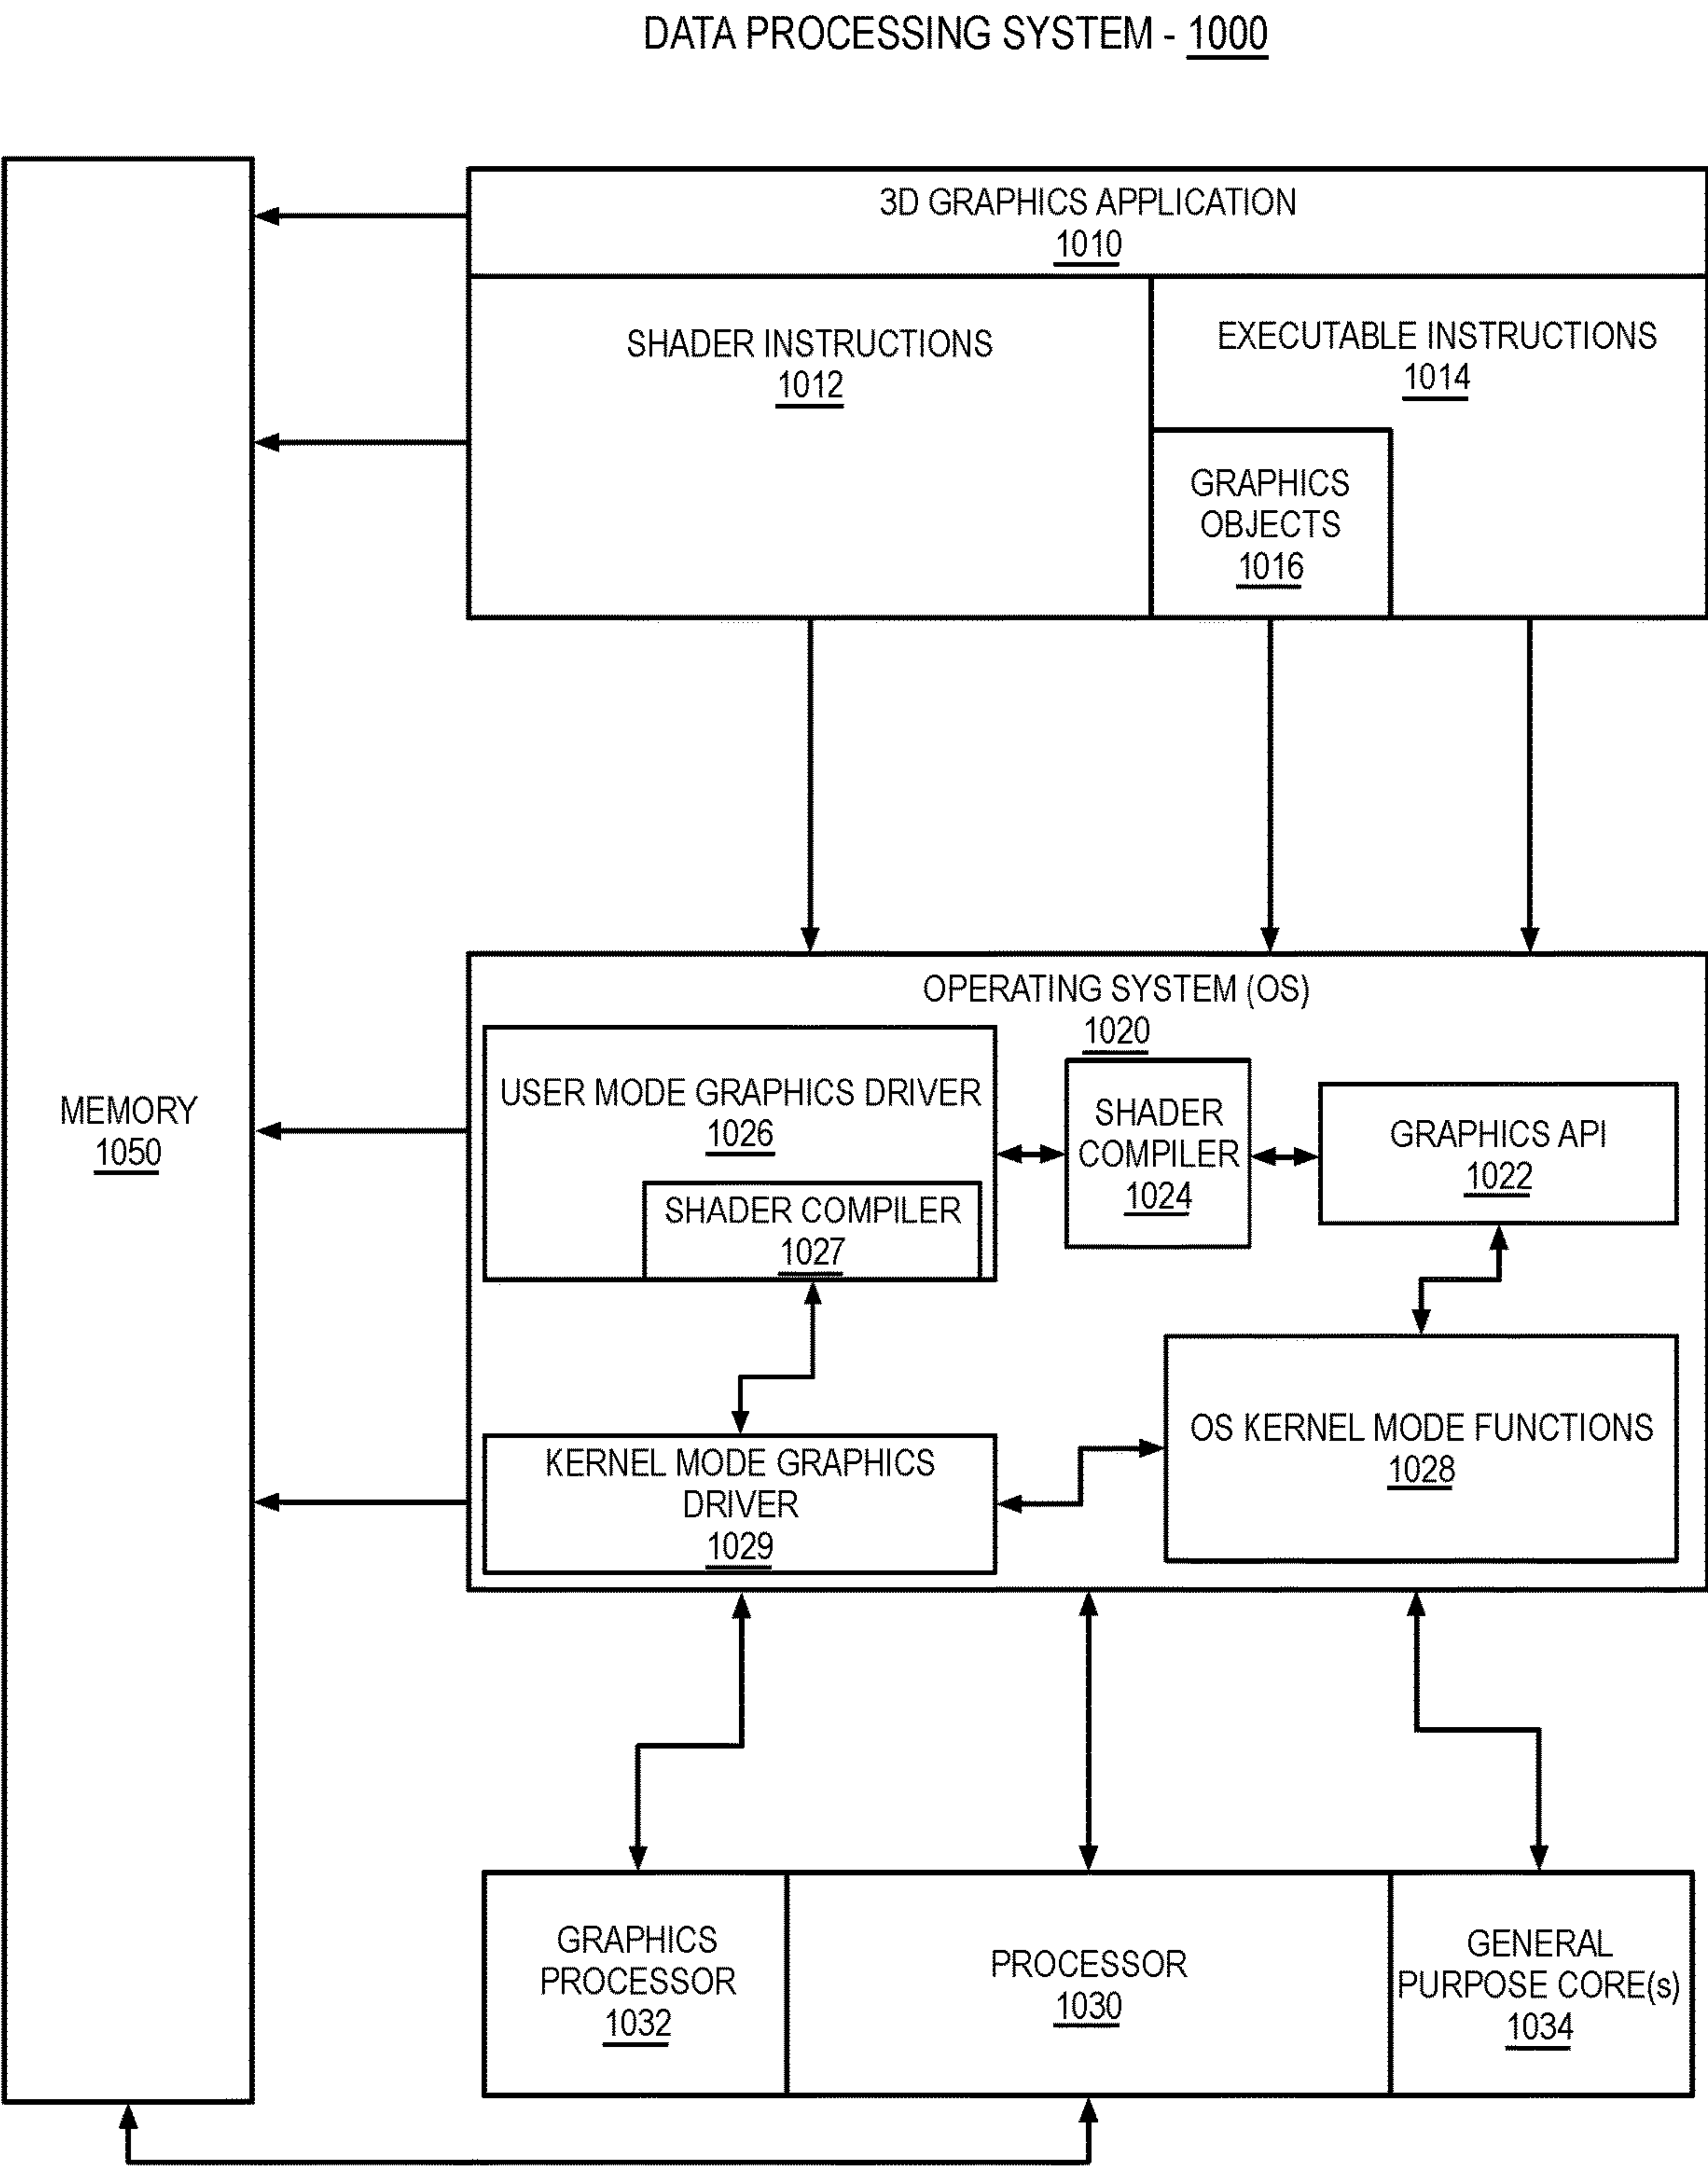 DATA PROCESSING SYSTEM - 1000
3D GRAPHICS APPLICATION
1010
SHADER INSTRUCTIONS
1012
EXECUTABLE INSTRUCTIONS
1014
GRAPHICS
OBJECTS
1016
OPERATING SYSTEM (OS)
1020
USER MODE GRAPHICS DRIVER
1026
SHADER COMPILER
1027
SHADER
COMPILER
1024
GRAPHICS API
1022
MEMORY
1050
KERNEL MODE GRAPHICS
DRIVER
1029
OS KERNEL MODE FUNCTIONS
1028
GRAPHICS
PROCESSOR
1032
PROCESSOR
1030
GENERAL
PURPOSE CORE(s)
1034